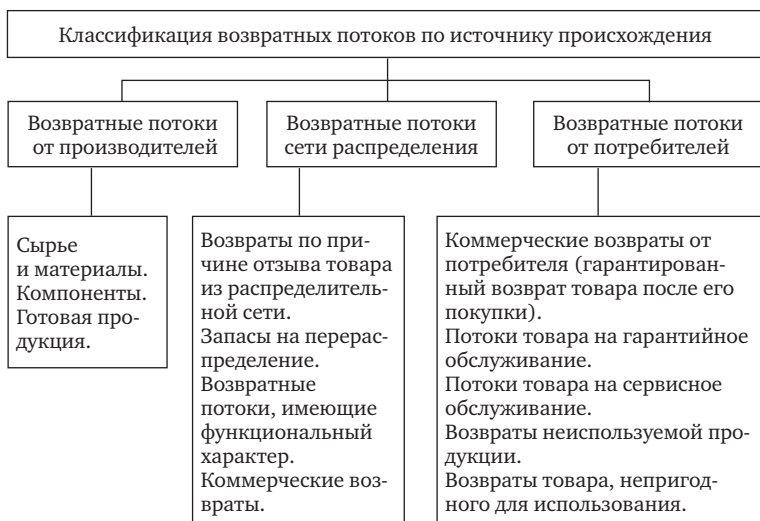 Классификация возвратных потоков по источнику происхождения
Возвратные потоки
от производителей
Возвратные потоки
сети распределения
Возвратные потоки
от потребителей
Сырье
и материалы.
Компоненты.
Готовая про-
дукция.
Возвраты по при-
чине отзыва товара
из распределитель-
ной сети.
Запасы на перерас-
пределение.
Возвратные
потоки, имеющие
функциональный
характер.
Коммерческие воз-
враты.
Коммерческие возвраты от
потребителя (гарантирован-
ный возврат товара после его
покупки).
Потоки товара на гарантийное
обслуживание.
Потоки товара на сервисное
обслуживание.
Возвраты неиспользуемой про-
дукции.
Возвраты товара, непригод-
ного для использования.